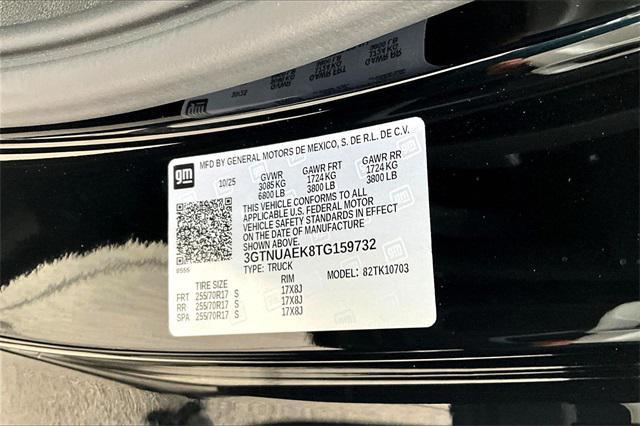 gm
MFD BY GENERAL MOTORS DE MEXICO, S. DE R.L. DE C.V.
10/25 GVWR GAWR FRT GAWR RR
3085 KG 1724 KG 1724 KG
6800 LB 3800 LB 3800 LB
THIS VEHICLE CONFORMS TO ALL
APPLICABLE U.S. FEDERAL MOTOR
VEHICLE SAFETY STANDARDS IN EFFECT
ON THE DATE OF MANUFACTURE
SHOWN ABOVE.
3GTNUAEK8TG159732
TYPE: TRUCK MODEL: 82TK10703
TIRE SIZE RIM
FRT 255/70R17 S 17X8J
RR 255/70R17 S 17X8J
SPA 255/70R17 S 17X8J